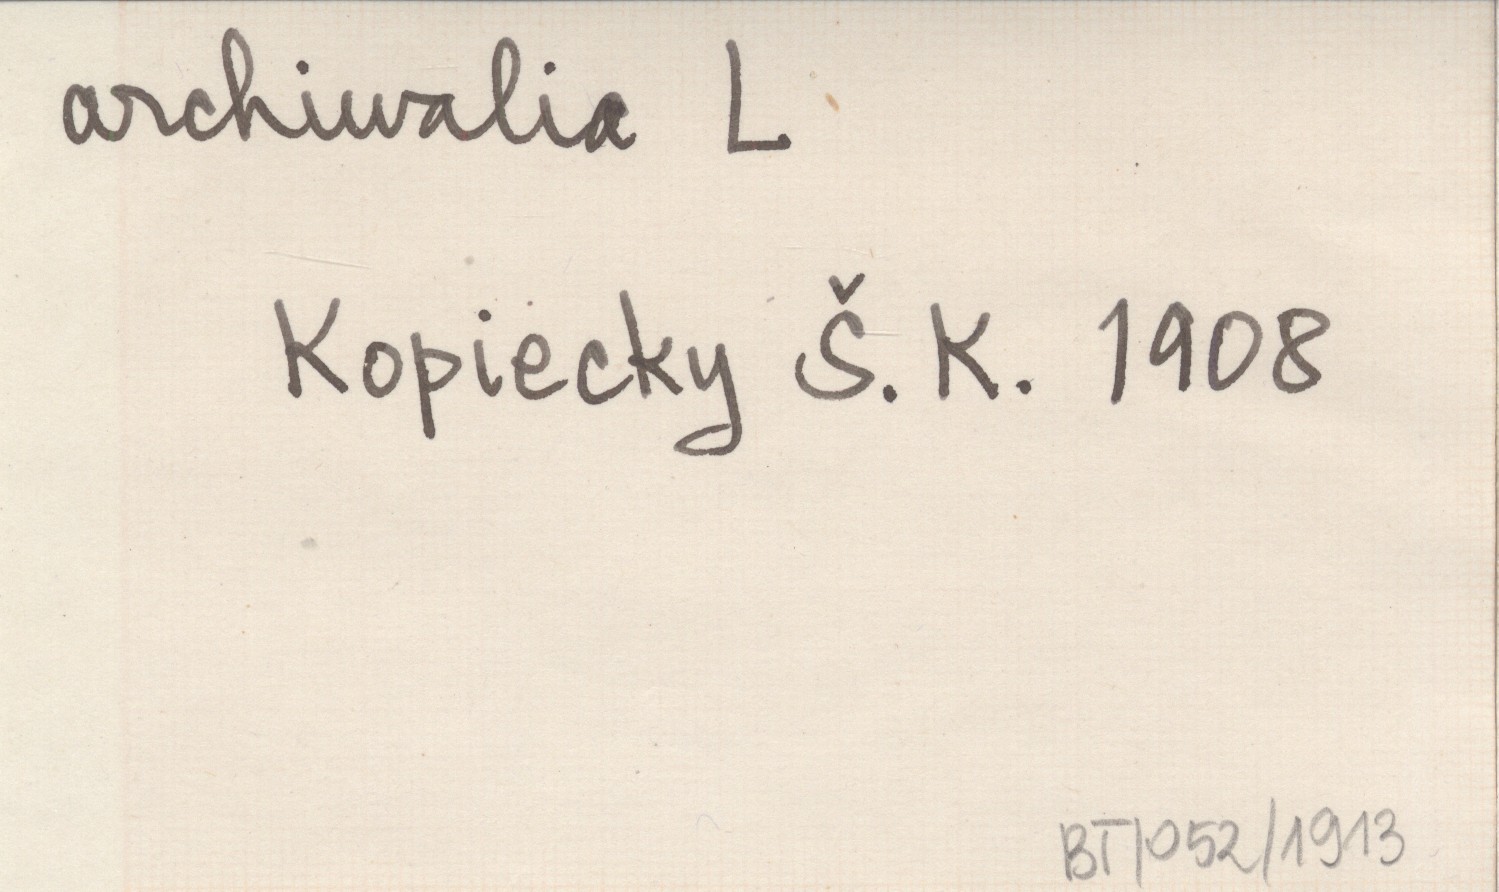 archiwalia L
Kopiecky Š. K. 1908
BT/052/1913